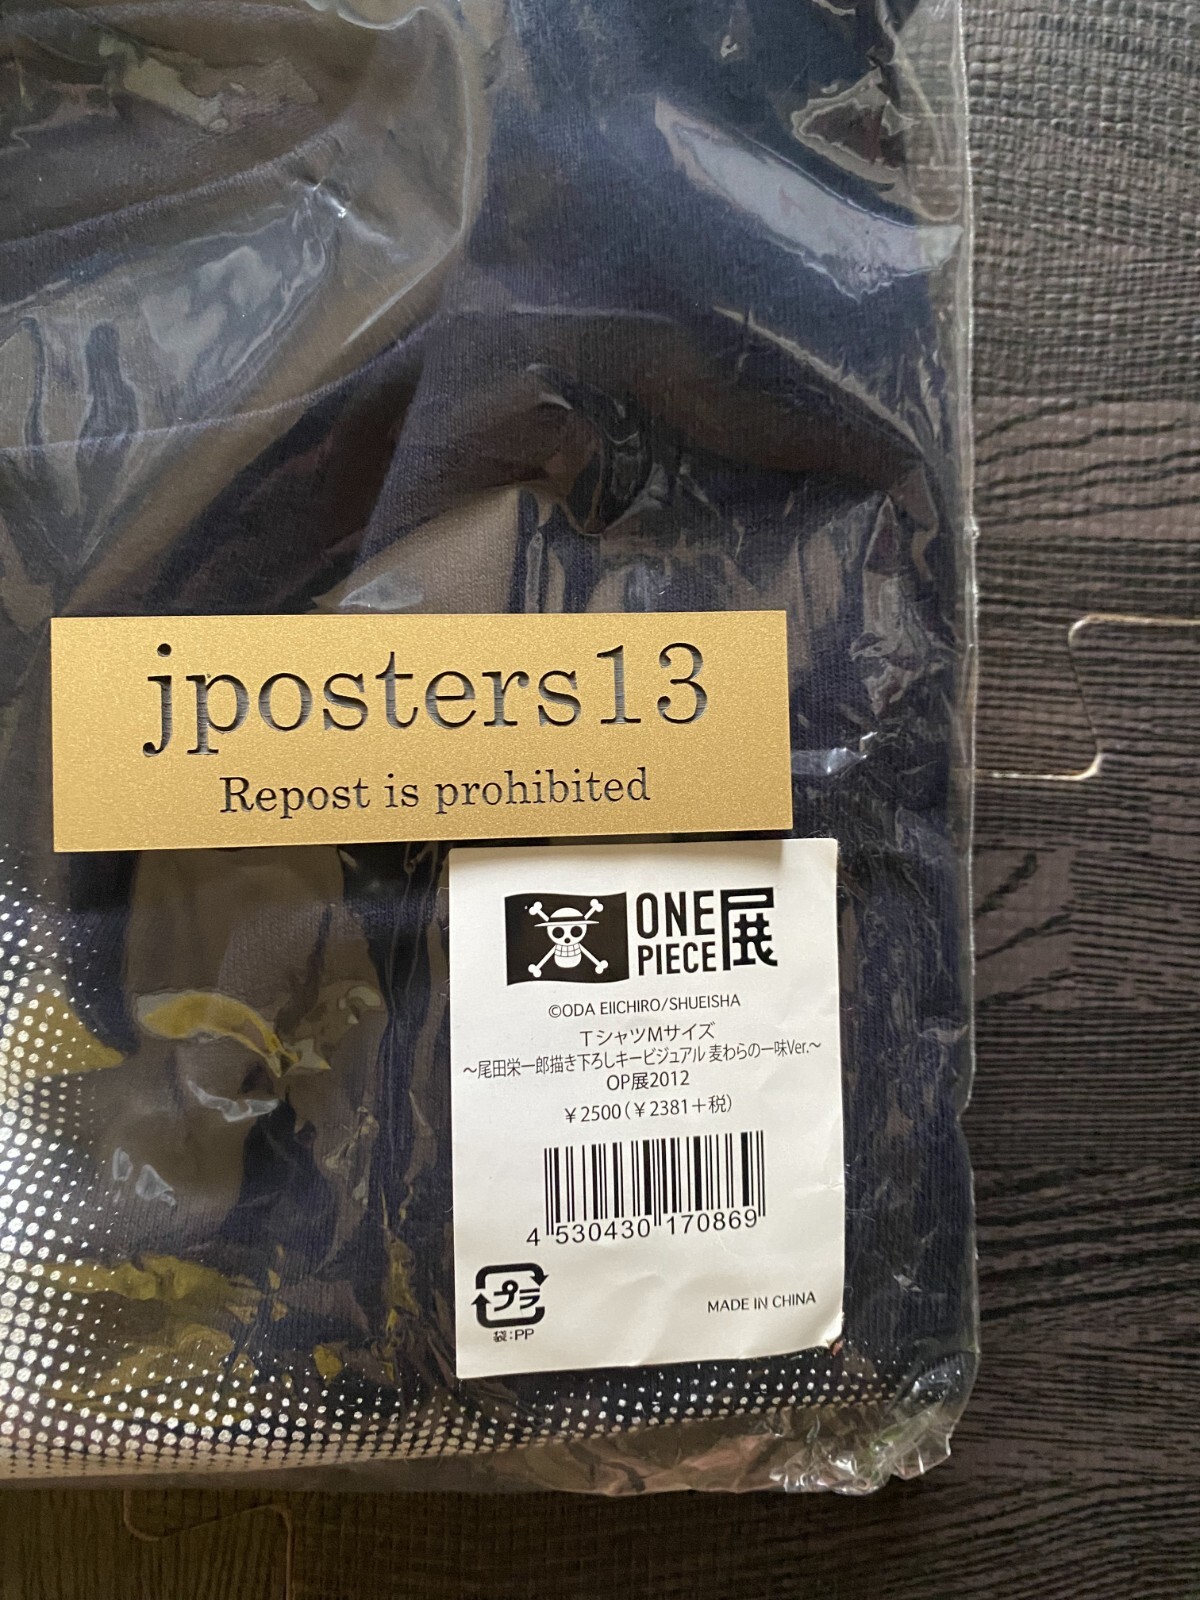 jposters13
Repost is prohibited
ONE PIECE 展
©ODA EIICHIRO/SHUEISHA
TシャツMサイズ
～尾田栄一郎描き下ろしキービジュアル 麦わらの一味Ver.～
OP展2012
￥2500(￥2381＋税)
4 530430 170869
プラ
袋:PP
MADE IN CHINA